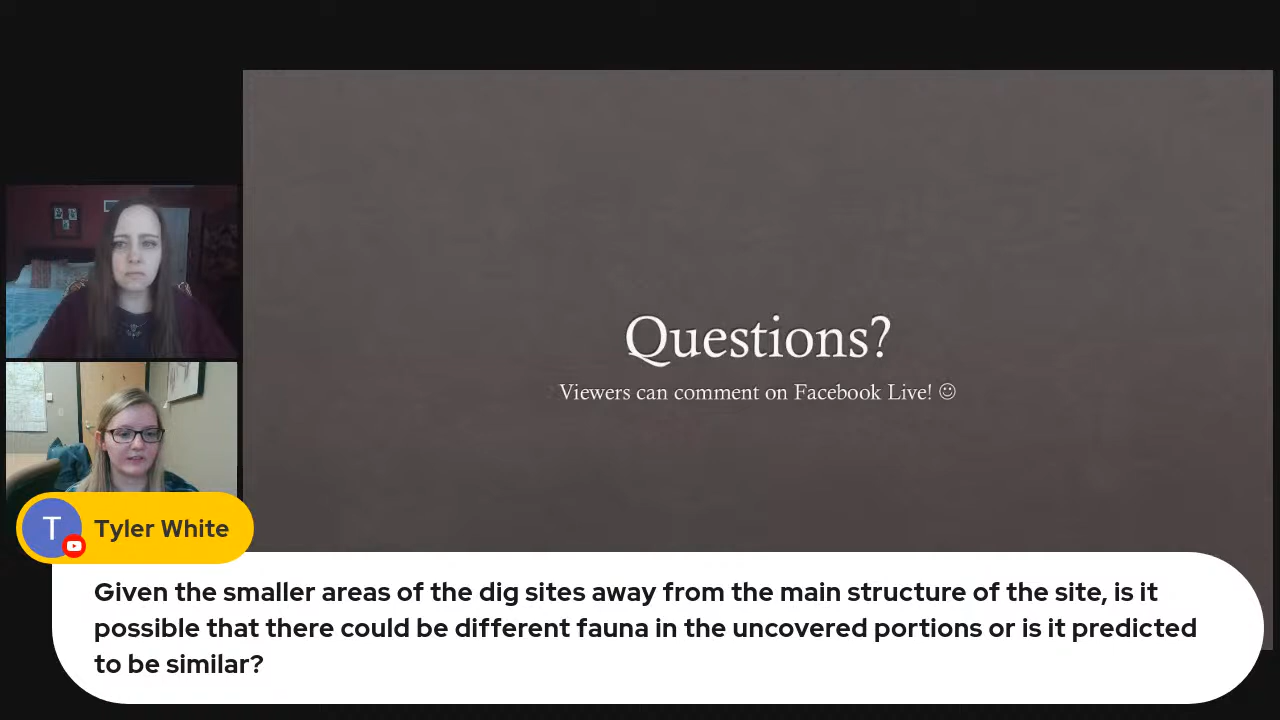 Questions?
Viewers can comment on Facebook Live! ☺
T
Tyler White
Given the smaller areas of the dig sites away from the main structure of the site, is it
possible that there could be different fauna in the uncovered portions or is it predicted
to be similar?